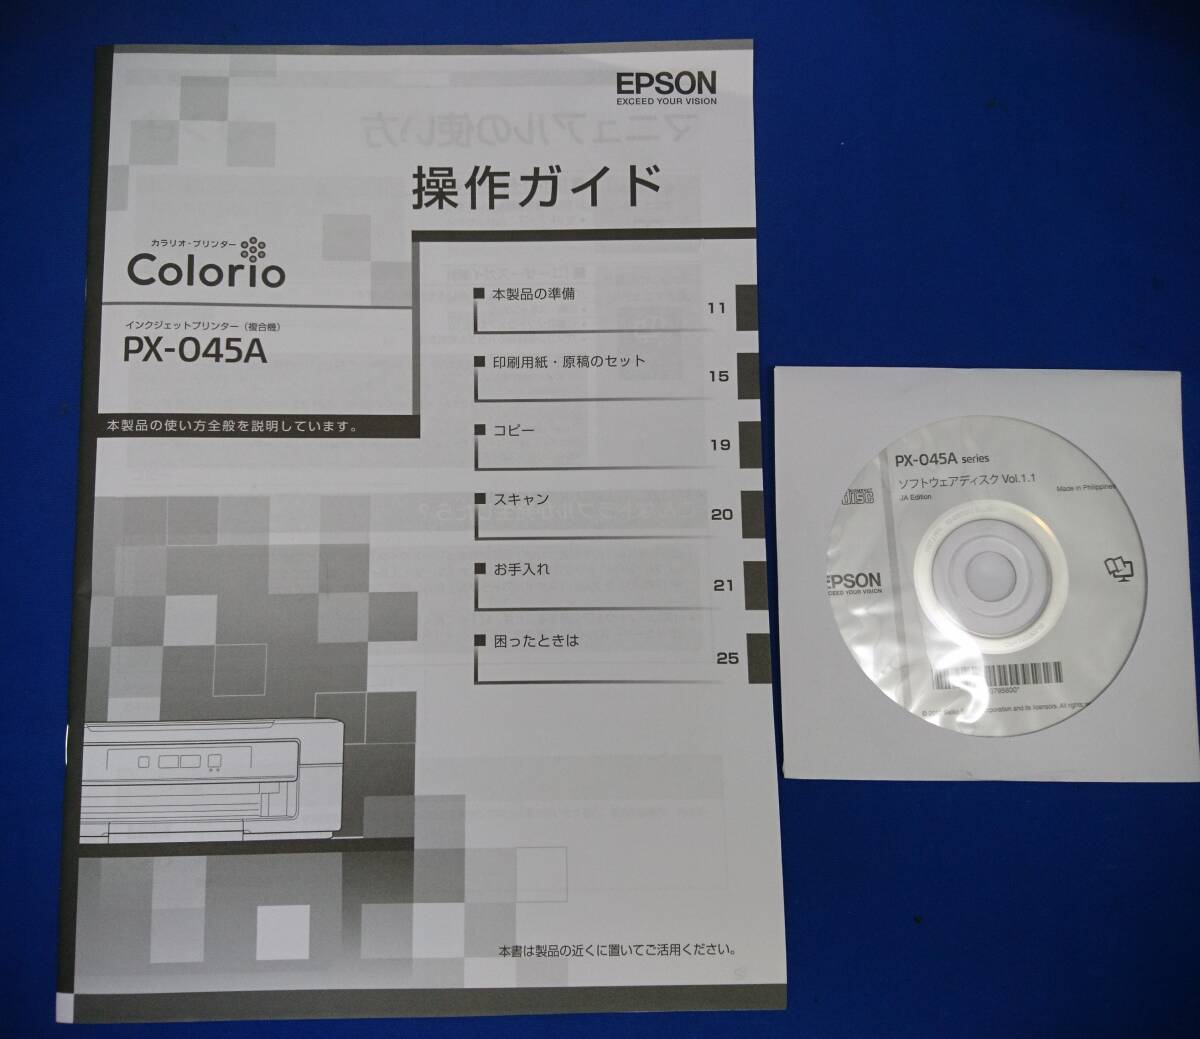 EPSON
EXCEED YOUR VISION
操作ガイド
カラリオ・プリンター
Colorio
インクジェットプリンター（複合機）
PX-045A
本製品の使い方全般を説明しています。
■ 本製品の準備 11
■ 印刷用紙・原稿のセット 15
■ コピー 19
■ スキャン 20
■ お手入れ 21
■ 困ったときは 25
本書は製品の近くに置いてご活用ください。
PX-045A series
ソフトウェアディスク Vol.1.1
JA Edition
Made in Philippines
disc
EPSON
EXCEED YOUR VISION
and its licensors. All rights